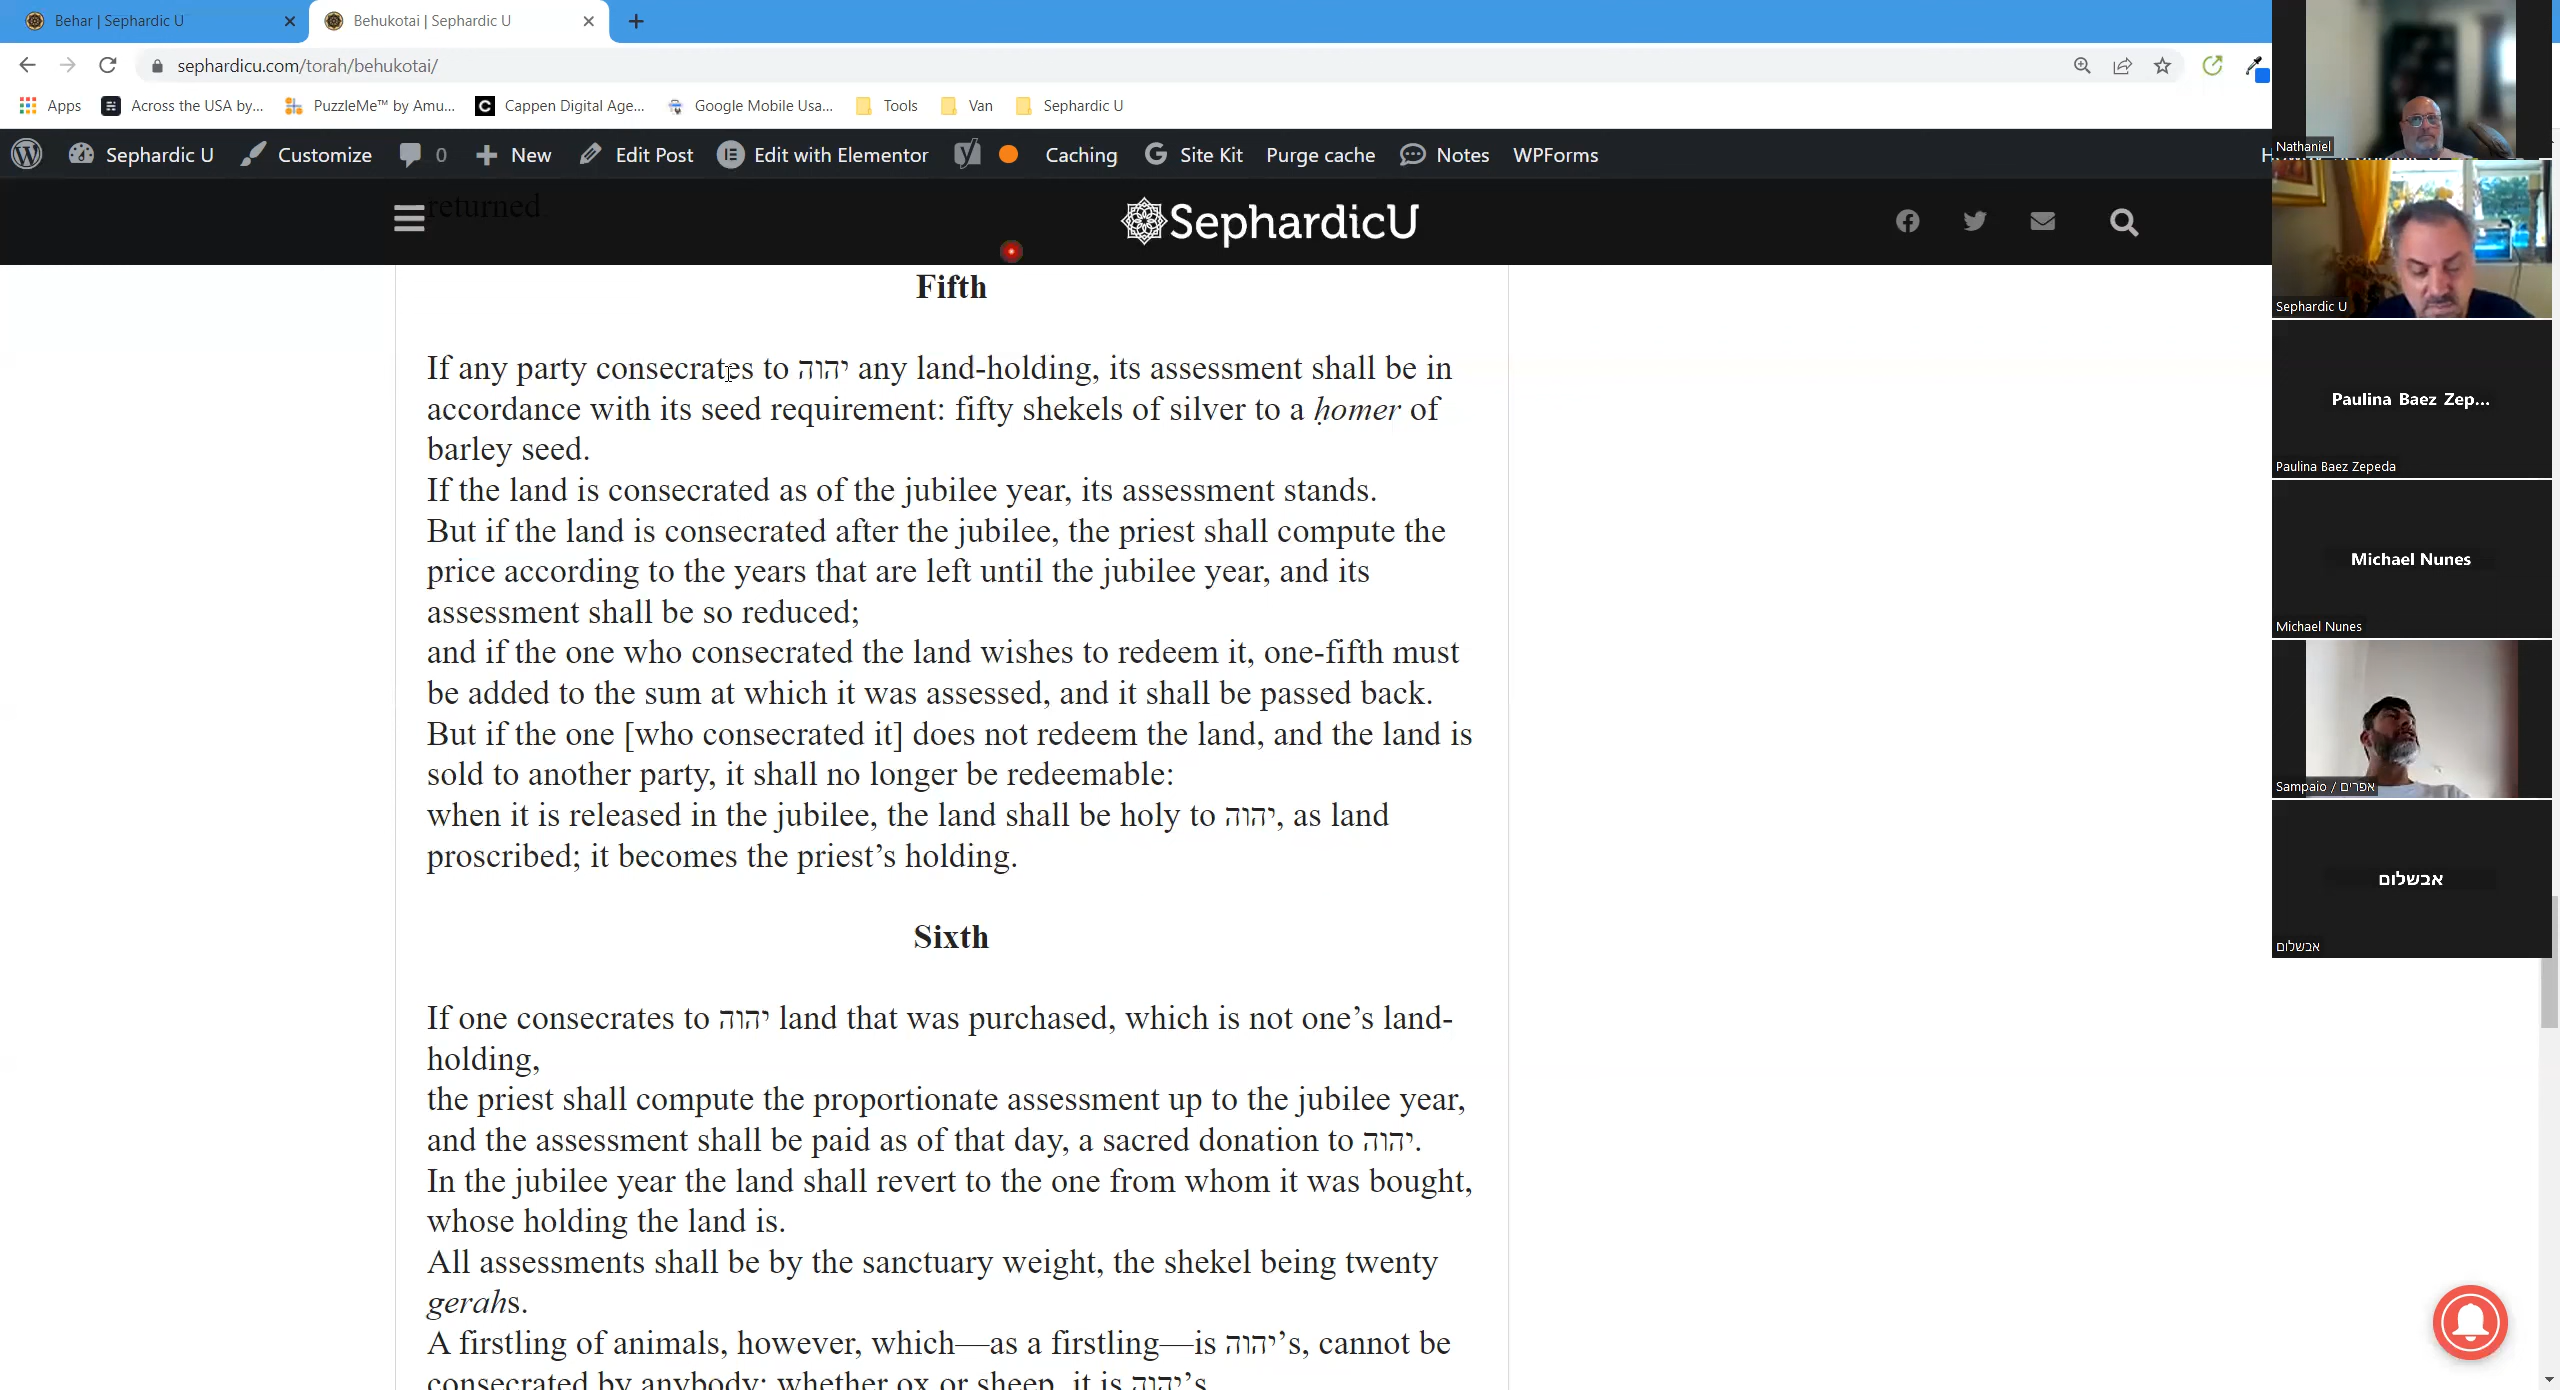 Behar | Sephardic U
Behukotai | Sephardic U
sephardicu.com/torah/behukotai/
Apps Across the USA by... PuzzleMe™ by Amu... Cappen Digital Age... Google Mobile Usa... Tools Van Sephardic U
Sephardic U Customize 0 New Edit Post Edit with Elementor Caching Site Kit Purge cache Notes WPForms
returned.
SephardicU
Fifth
If any party consecrates to יהוה any land-holding, its assessment shall be in
accordance with its seed requirement: fifty shekels of silver to a ḥomer of
barley seed.
If the land is consecrated as of the jubilee year, its assessment stands.
But if the land is consecrated after the jubilee, the priest shall compute the
price according to the years that are left until the jubilee year, and its
assessment shall be so reduced;
and if the one who consecrated the land wishes to redeem it, one-fifth must
be added to the sum at which it was assessed, and it shall be passed back.
But if the one [who consecrated it] does not redeem the land, and the land is
sold to another party, it shall no longer be redeemable:
when it is released in the jubilee, the land shall be holy to יהוה, as land
proscribed; it becomes the priest’s holding.
Sixth
If one consecrates to יהוה land that was purchased, which is not one’s land-
holding,
the priest shall compute the proportionate assessment up to the jubilee year,
and the assessment shall be paid as of that day, a sacred donation to יהוה.
In the jubilee year the land shall revert to the one from whom it was bought,
whose holding the land is.
All assessments shall be by the sanctuary weight, the shekel being twenty
gerahs.
A firstling of animals, however, which—as a firstling—is יהוה’s, cannot be
consecrated by anybody; whether ox or sheep, it is יהוה’s.
Nathaniel
Sephardic U
Paulina Baez Zep...
Paulina Baez Zepeda
Michael Nunes
Michael Nunes
Sampaio / אפרים
אבשלום
אבשלום